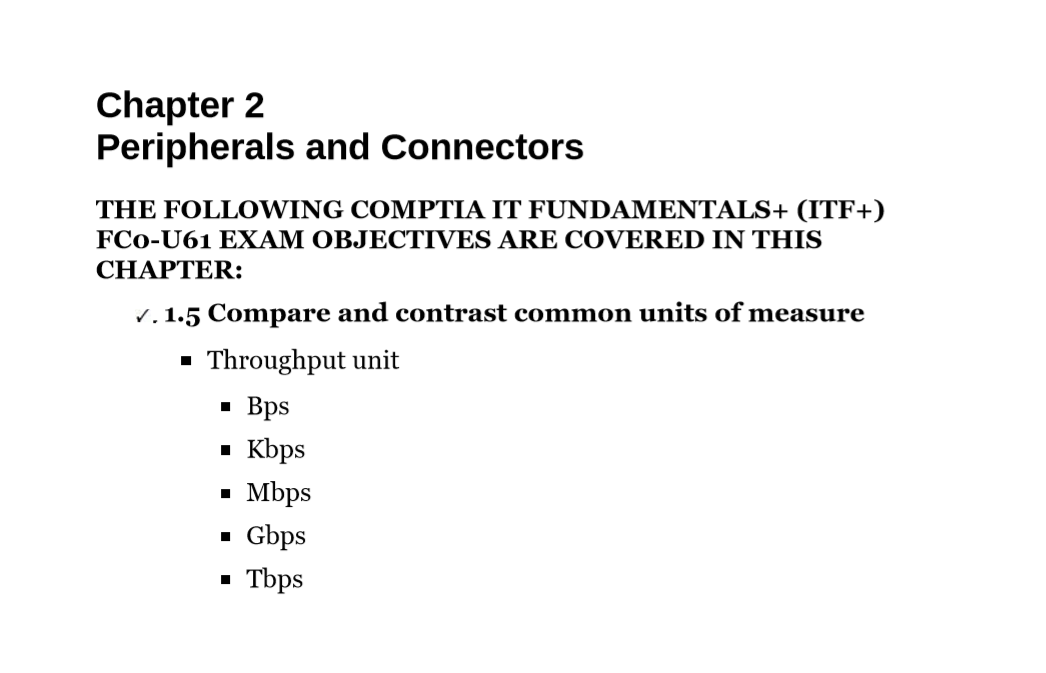 Chapter 2
Peripherals and Connectors
THE FOLLOWING COMPTIA IT FUNDAMENTALS+ (ITF+)
FC0-U61 EXAM OBJECTIVES ARE COVERED IN THIS
CHAPTER:
✓. 1.5 Compare and contrast common units of measure
▪ Throughput unit
▪ Bps
▪ Kbps
▪ Mbps
▪ Gbps
▪ Tbps